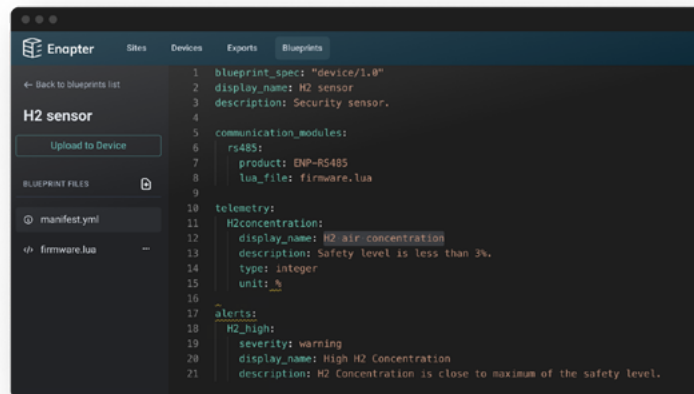 Enapter
Sites
Devices
Exports
Blueprints
← Back to blueprints list
H2 sensor
Upload to Device
BLUEPRINT FILES
manifest.yml
</> firmware.lua ...
1 blueprint_spec: "device/1.0"
2 display_name: H2 sensor
3 description: Security sensor.
4
5 communication_modules:
6 rs485:
7 product: ENP-RS485
8 lua_file: firmware.lua
9
10 telemetry:
11 H2concentration:
12 display_name: H2 air concentration
13 description: Safety level is less than 3%.
14 type: integer
15 unit: %
16
17 alerts:
18 H2_high:
19 severity: warning
20 display_name: High H2 Concentration
21 description: H2 Concentration is close to maximum of the safety level.